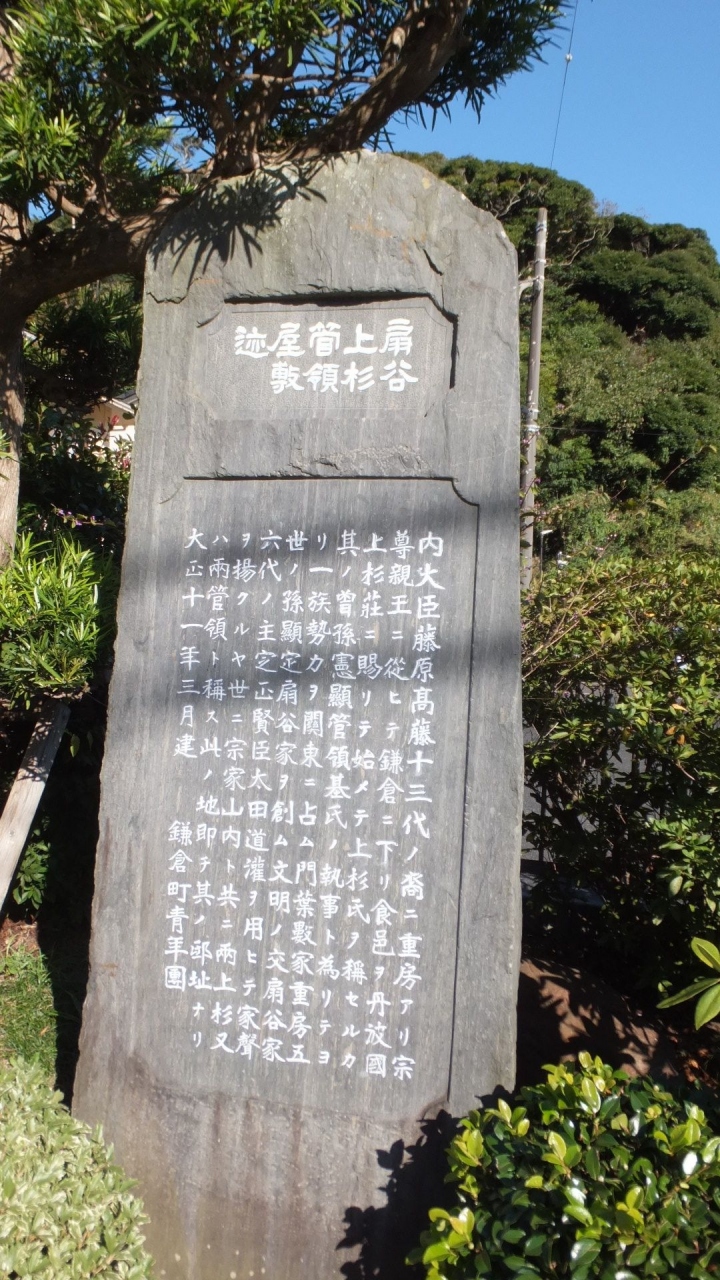 扇谷
上杉
管領
屋敷
迹
内大臣藤原髙藤十三代ノ裔ニ重房アリ宗
尊親王ニ從ヒテ鎌倉ニ下リ食邑ヲ丹波國
上杉莊ニ賜リテ始メテ上杉氏ヲ稱セルカ
其ノ曾孫憲顯管領基氏ノ執事ト為リテヨ
リ一族勢力ヲ關東ニ占ム門葉數家重房五
世ノ孫顯定扇谷家ヲ創ム文明ノ交扇谷家
六代ノ主定正賢臣太田道灌ヲ用ヒテ家聲
ヲ揚クルヤ世ニ宗家山内ト共ニ兩上杉又
ハ兩管領ト稱ス此ノ地即チ其ノ邸址ナリ
大正十一年三月建　鎌倉町青年團